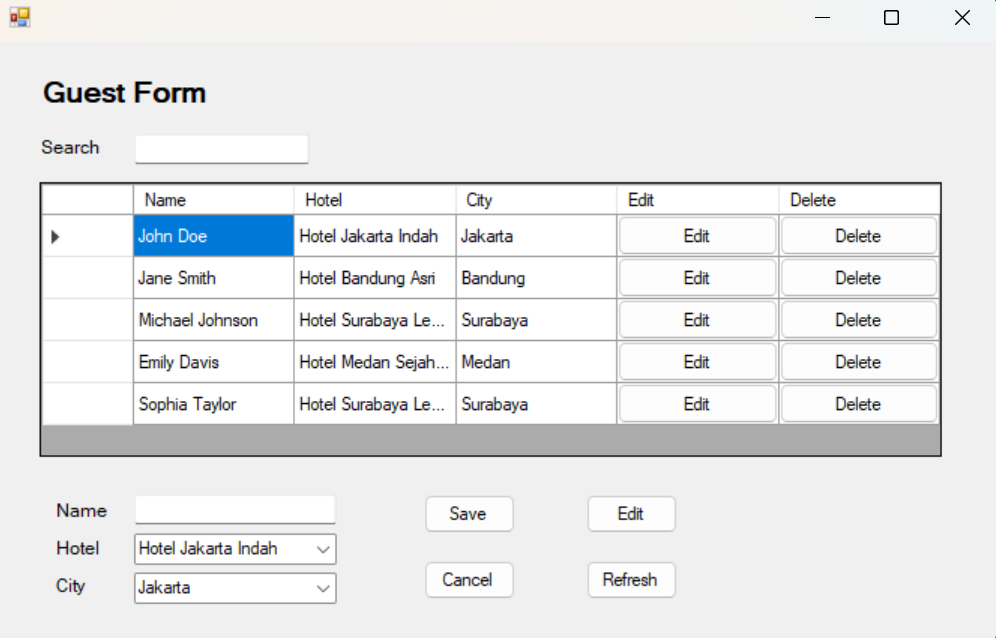 Guest Form
Search
Name Hotel City Edit Delete
John Doe Hotel Jakarta Indah Jakarta Edit Delete
Jane Smith Hotel Bandung Asri Bandung Edit Delete
Michael Johnson Hotel Surabaya Le... Surabaya Edit Delete
Emily Davis Hotel Medan Sejah... Medan Edit Delete
Sophia Taylor Hotel Surabaya Le... Surabaya Edit Delete
Name Save Edit
Hotel Hotel Jakarta Indah
City Jakarta Cancel Refresh